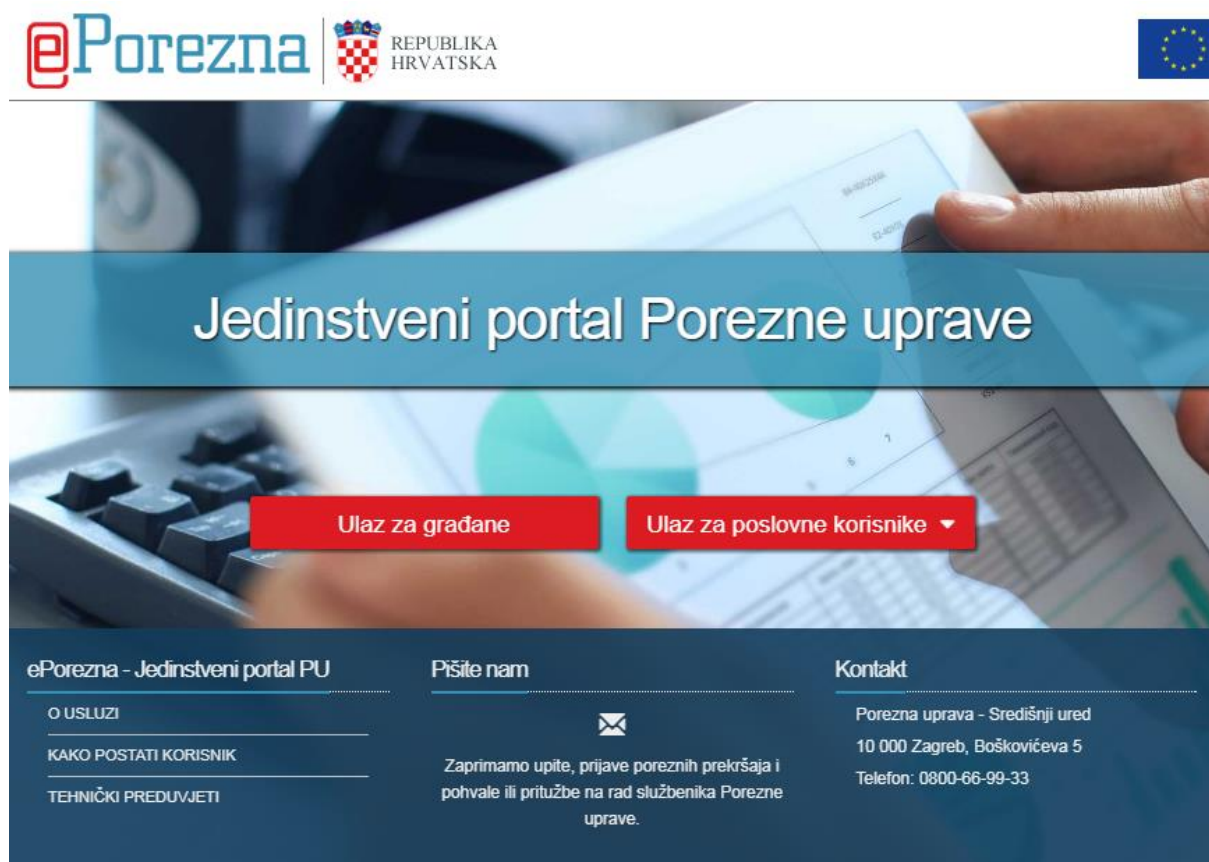 ePorezna
REPUBLIKA
HRVATSKA
Jedinstveni portal Porezne uprave
Ulaz za građane
Ulaz za poslovne korisnike
ePorezna - Jedinstveni portal PU
O USLUZI
KAKO POSTATI KORISNIK
TEHNIČKI PREDUVJETI
Pišite nam
Zaprimamo upite, prijave poreznih prekršaja i
pohvale ili pritužbe na rad službenika Porezne
uprave.
Kontakt
Porezna uprava - Središnji ured
10 000 Zagreb, Boškovićeva 5
Telefon: 0800-66-99-33